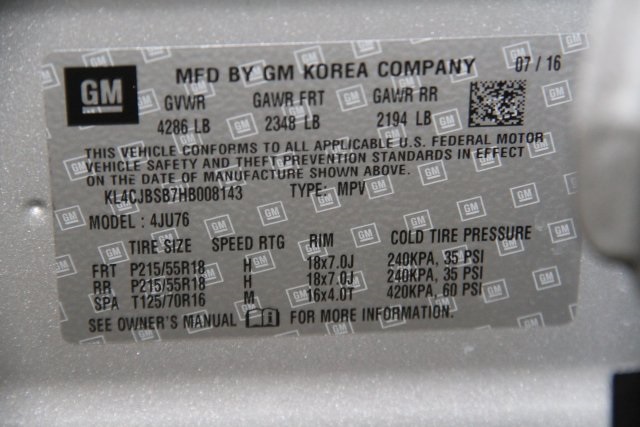 GM MFD BY GM KOREA COMPANY 07 / 16
GVWR GAWR FRT GAWR RR
4286 LB 2348 LB 2194 LB
THIS VEHICLE CONFORMS TO ALL APPLICABLE U.S. FEDERAL MOTOR
VEHICLE SAFETY AND THEFT PREVENTION STANDARDS IN EFFECT
ON THE DATE OF MANUFACTURE SHOWN ABOVE.
KL4CJBSB7HB008143 TYPE: MPV
MODEL : 4JU76
TIRE SIZE SPEED RTG RIM COLD TIRE PRESSURE
FRT P215/55R18 H 18x7.0J 240KPA, 35 PSI
RR P215/55R18 H 18x7.0J 240KPA, 35 PSI
SPA T125/70R16 M 16x4.0T 420KPA, 60 PSI
SEE OWNER'S MANUAL FOR MORE INFORMATION.